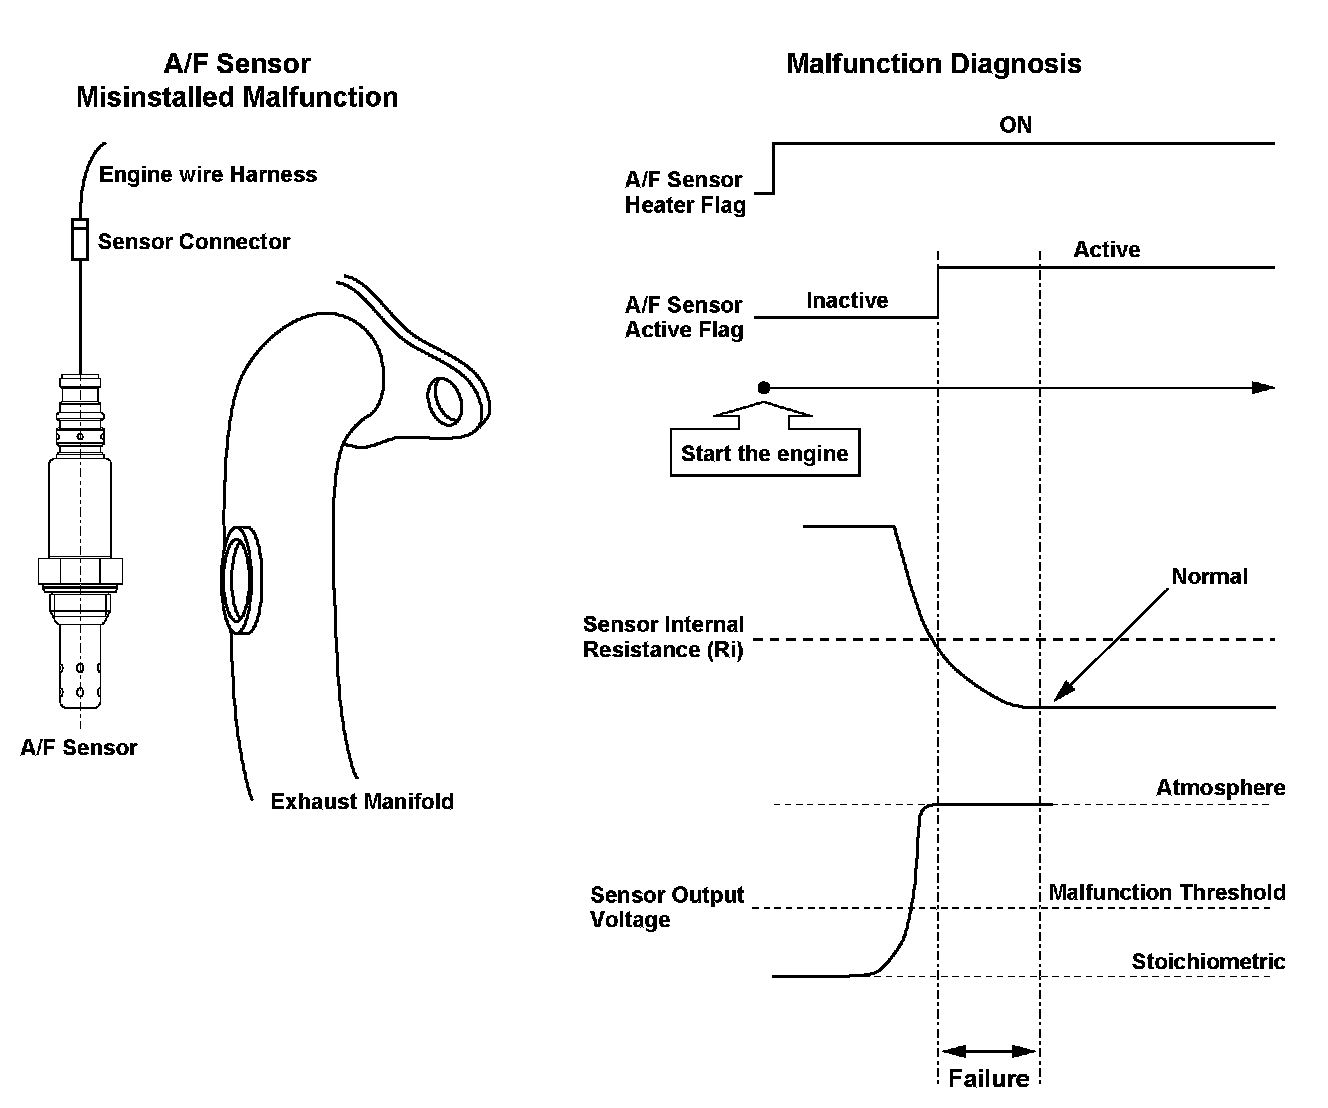 A/F Sensor
Misinstalled Malfunction
Engine wire Harness
Sensor Connector
A/F Sensor
Exhaust Manifold
Malfunction Diagnosis
ON
A/F Sensor
Heater Flag
Active
Inactive
A/F Sensor
Active Flag
Start the engine
Normal
Sensor Internal
Resistance (Ri)
Atmosphere
Malfunction Threshold
Sensor Output
Voltage
Stoichiometric
Failure